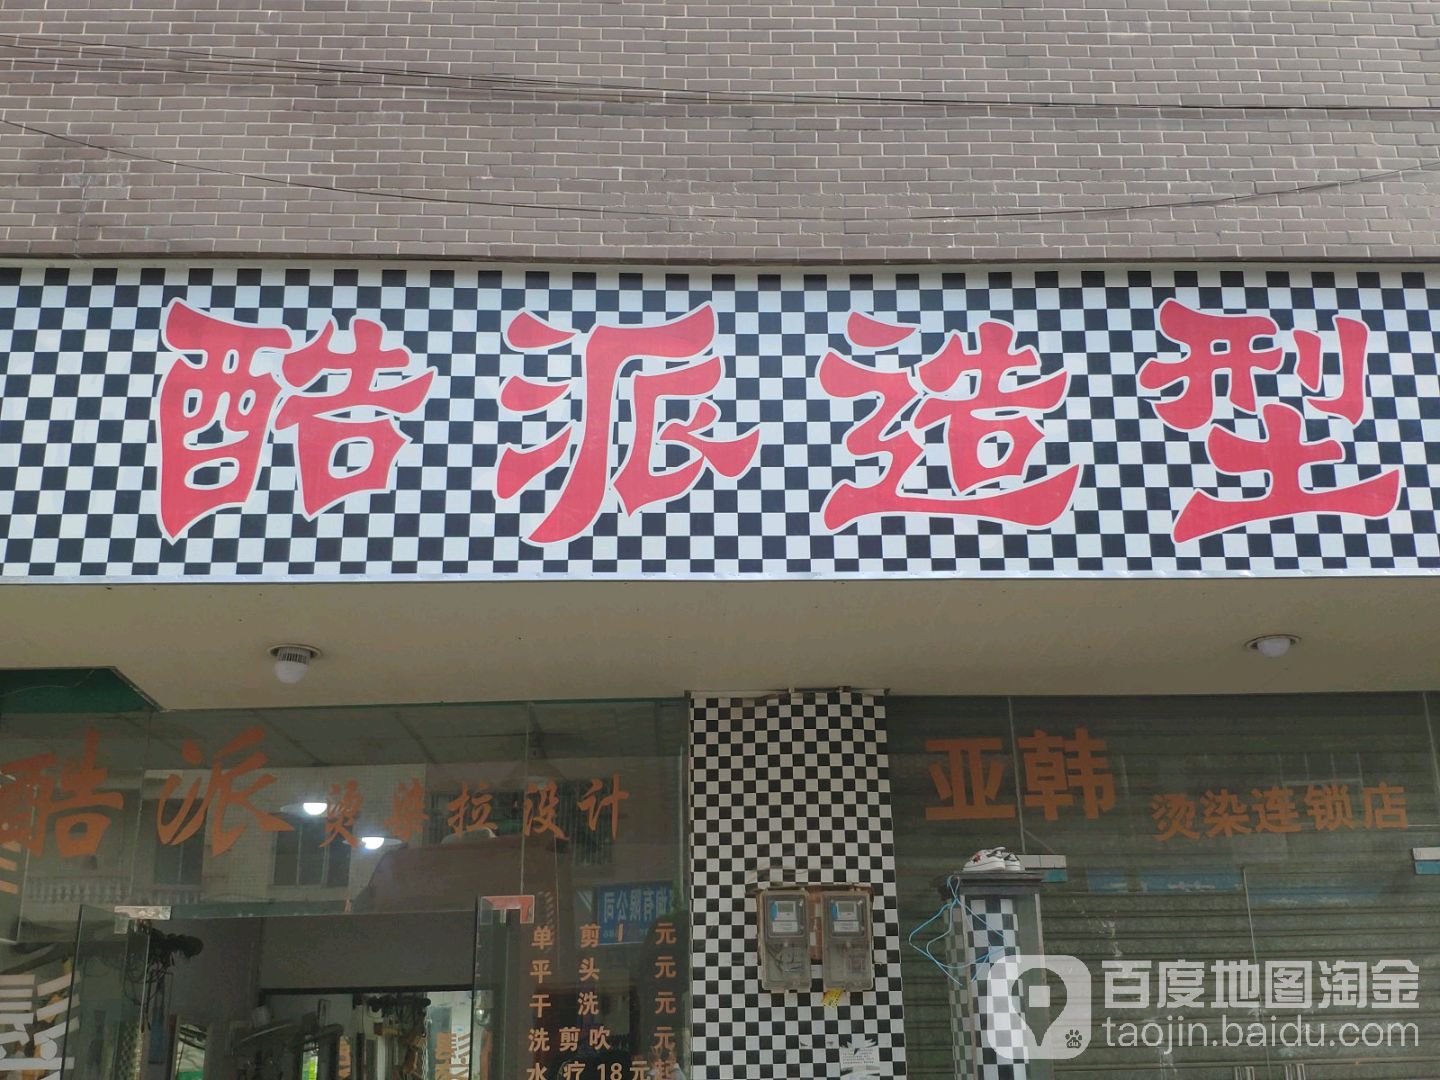 酷派造型
酷派 烫染拉设计
亚韩 烫染连锁店
单剪 元
平头 元
干洗 元
洗剪吹 元
水疗18元起
百度地图淘金
taojin.baidu.com